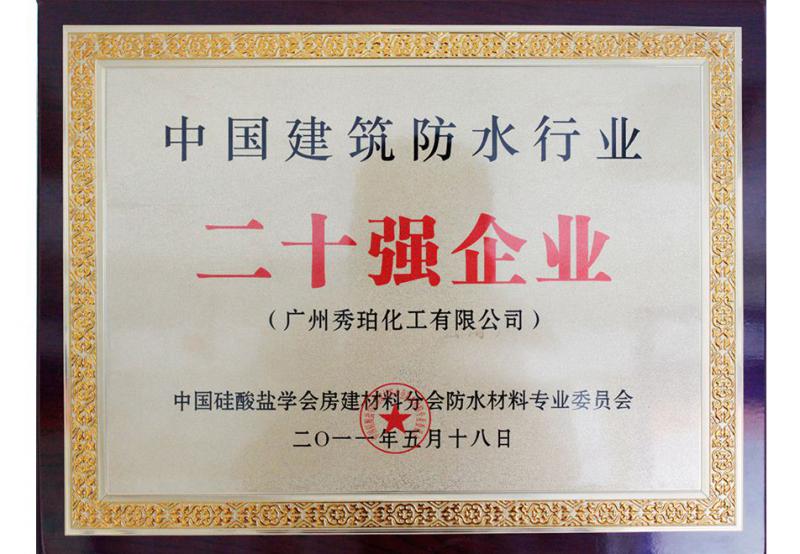 中国建筑防水行业
二十强企业
（广州秀珀化工有限公司）
中国硅酸盐学会房建材料分会防水材料专业委员会
二〇一一年五月十八日